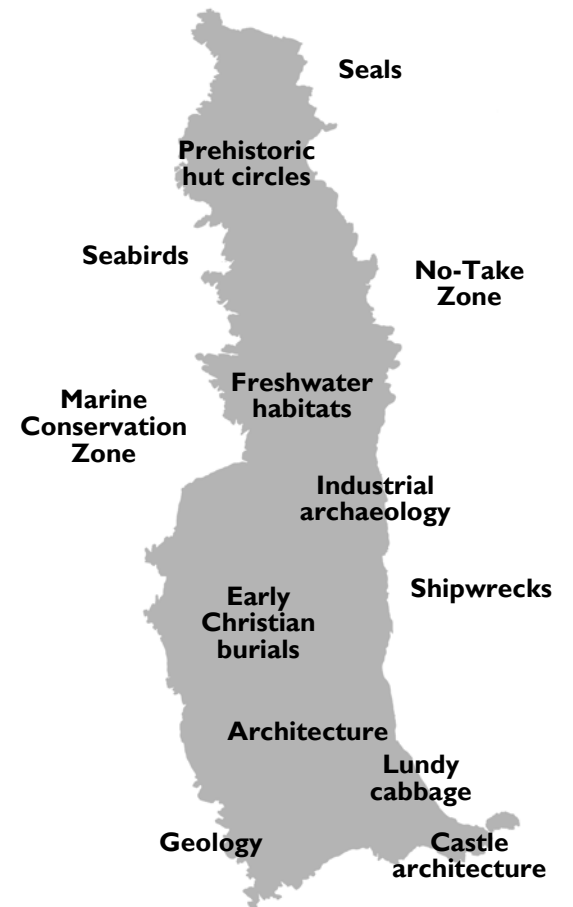 Seals
Prehistoric
hut circles
Seabirds
No-Take
Zone
Freshwater
habitats
Marine
Conservation
Zone
Industrial
archaeology
Shipwrecks
Early
Christian
burials
Architecture
Lundy
cabbage
Geology
Castle
architecture